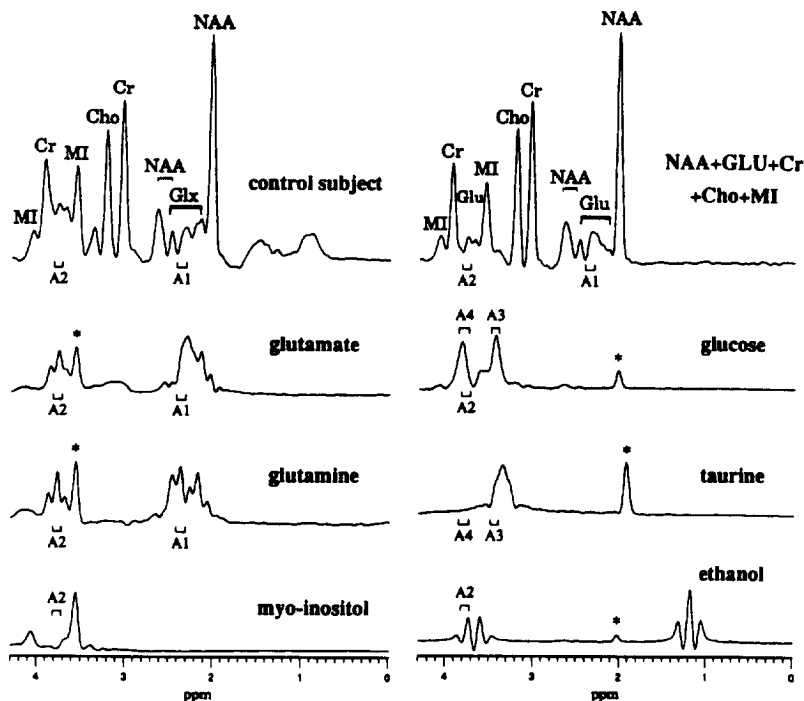 NAA
Cr
Cho
Cr
MI
MI
NAA
Glx
control subject
A2
A1
NAA
Cr
Cho
Cr
MI
Glu
MI
NAA
Glu
NAA+GLU+Cr
+Cho+MI
A2
A1
*
glutamate
A2
A1
A4
A3
*
glucose
A2
*
glutamine
A2
A1
*
taurine
A4
A3
A2
myo-inositol
4
3
2
1
0
ppm
A2
*
ethanol
4
3
2
1
0
ppm